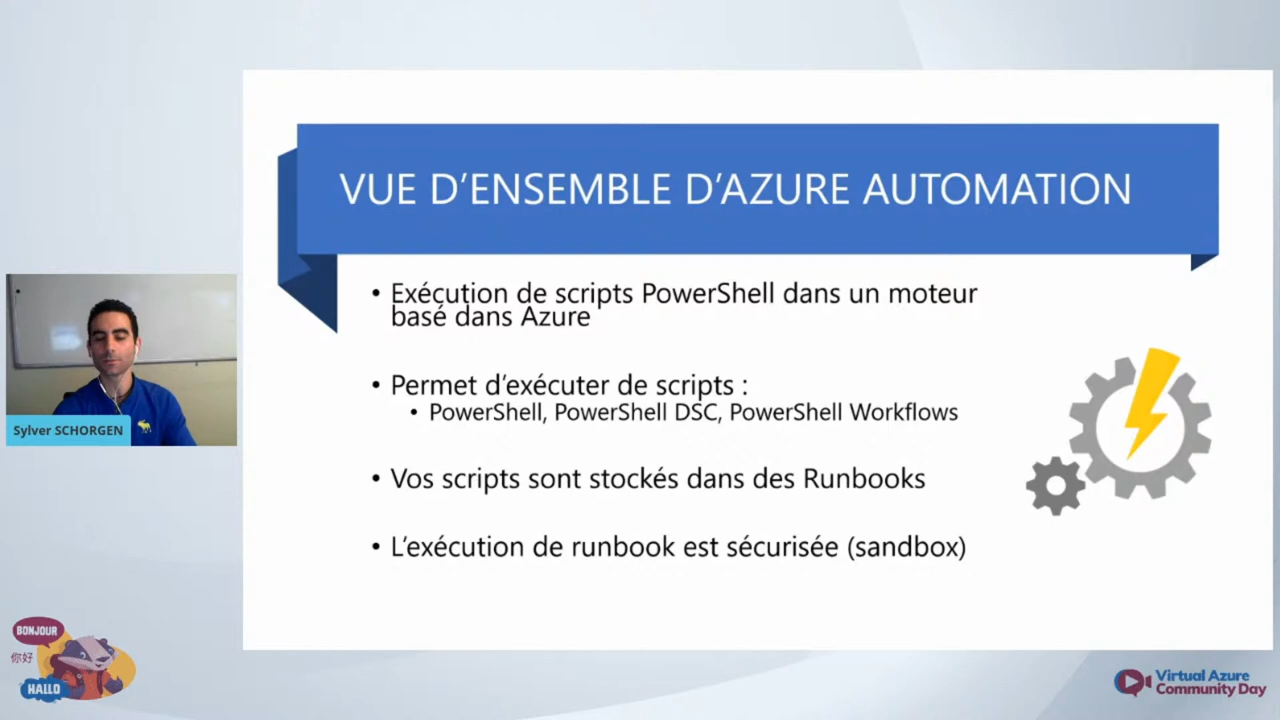 VUE D'ENSEMBLE D'AZURE AUTOMATION
• Exécution de scripts PowerShell dans un moteur
basé dans Azure
• Permet d'exécuter de scripts :
• PowerShell, PowerShell DSC, PowerShell Workflows
• Vos scripts sont stockés dans des Runbooks
• L'exécution de runbook est sécurisée (sandbox)
Sylver SCHORGEN
BONJOUR
你好
HALLO
Virtual Azure
Community Day